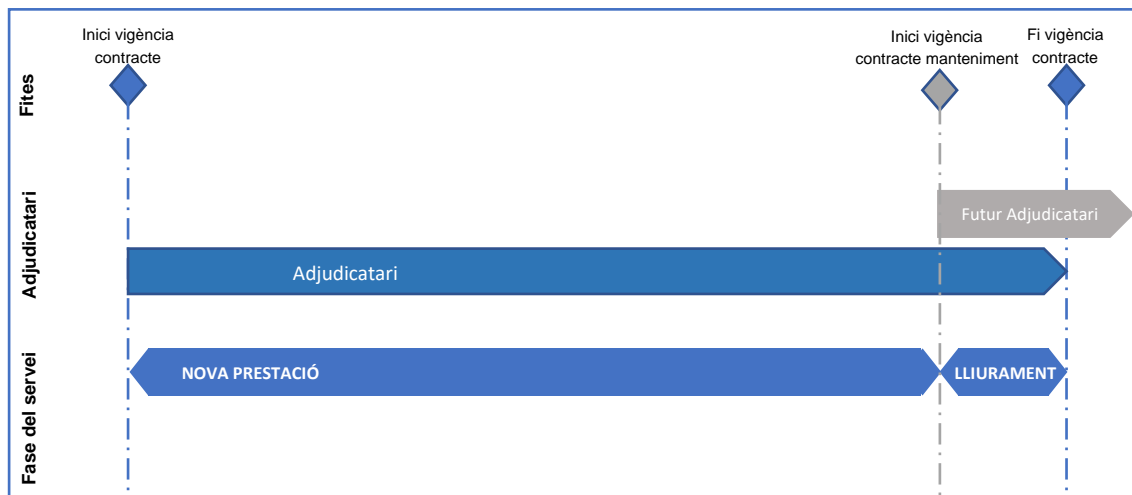 Inici vigència
contracte
Inici vigència
contracte manteniment
Fi vigència
contracte
Fites
Adjudicatari
Futur Adjudicatari
Adjudicatari
Fase del servei
NOVA PRESTACIÓ
LLIURAMENT